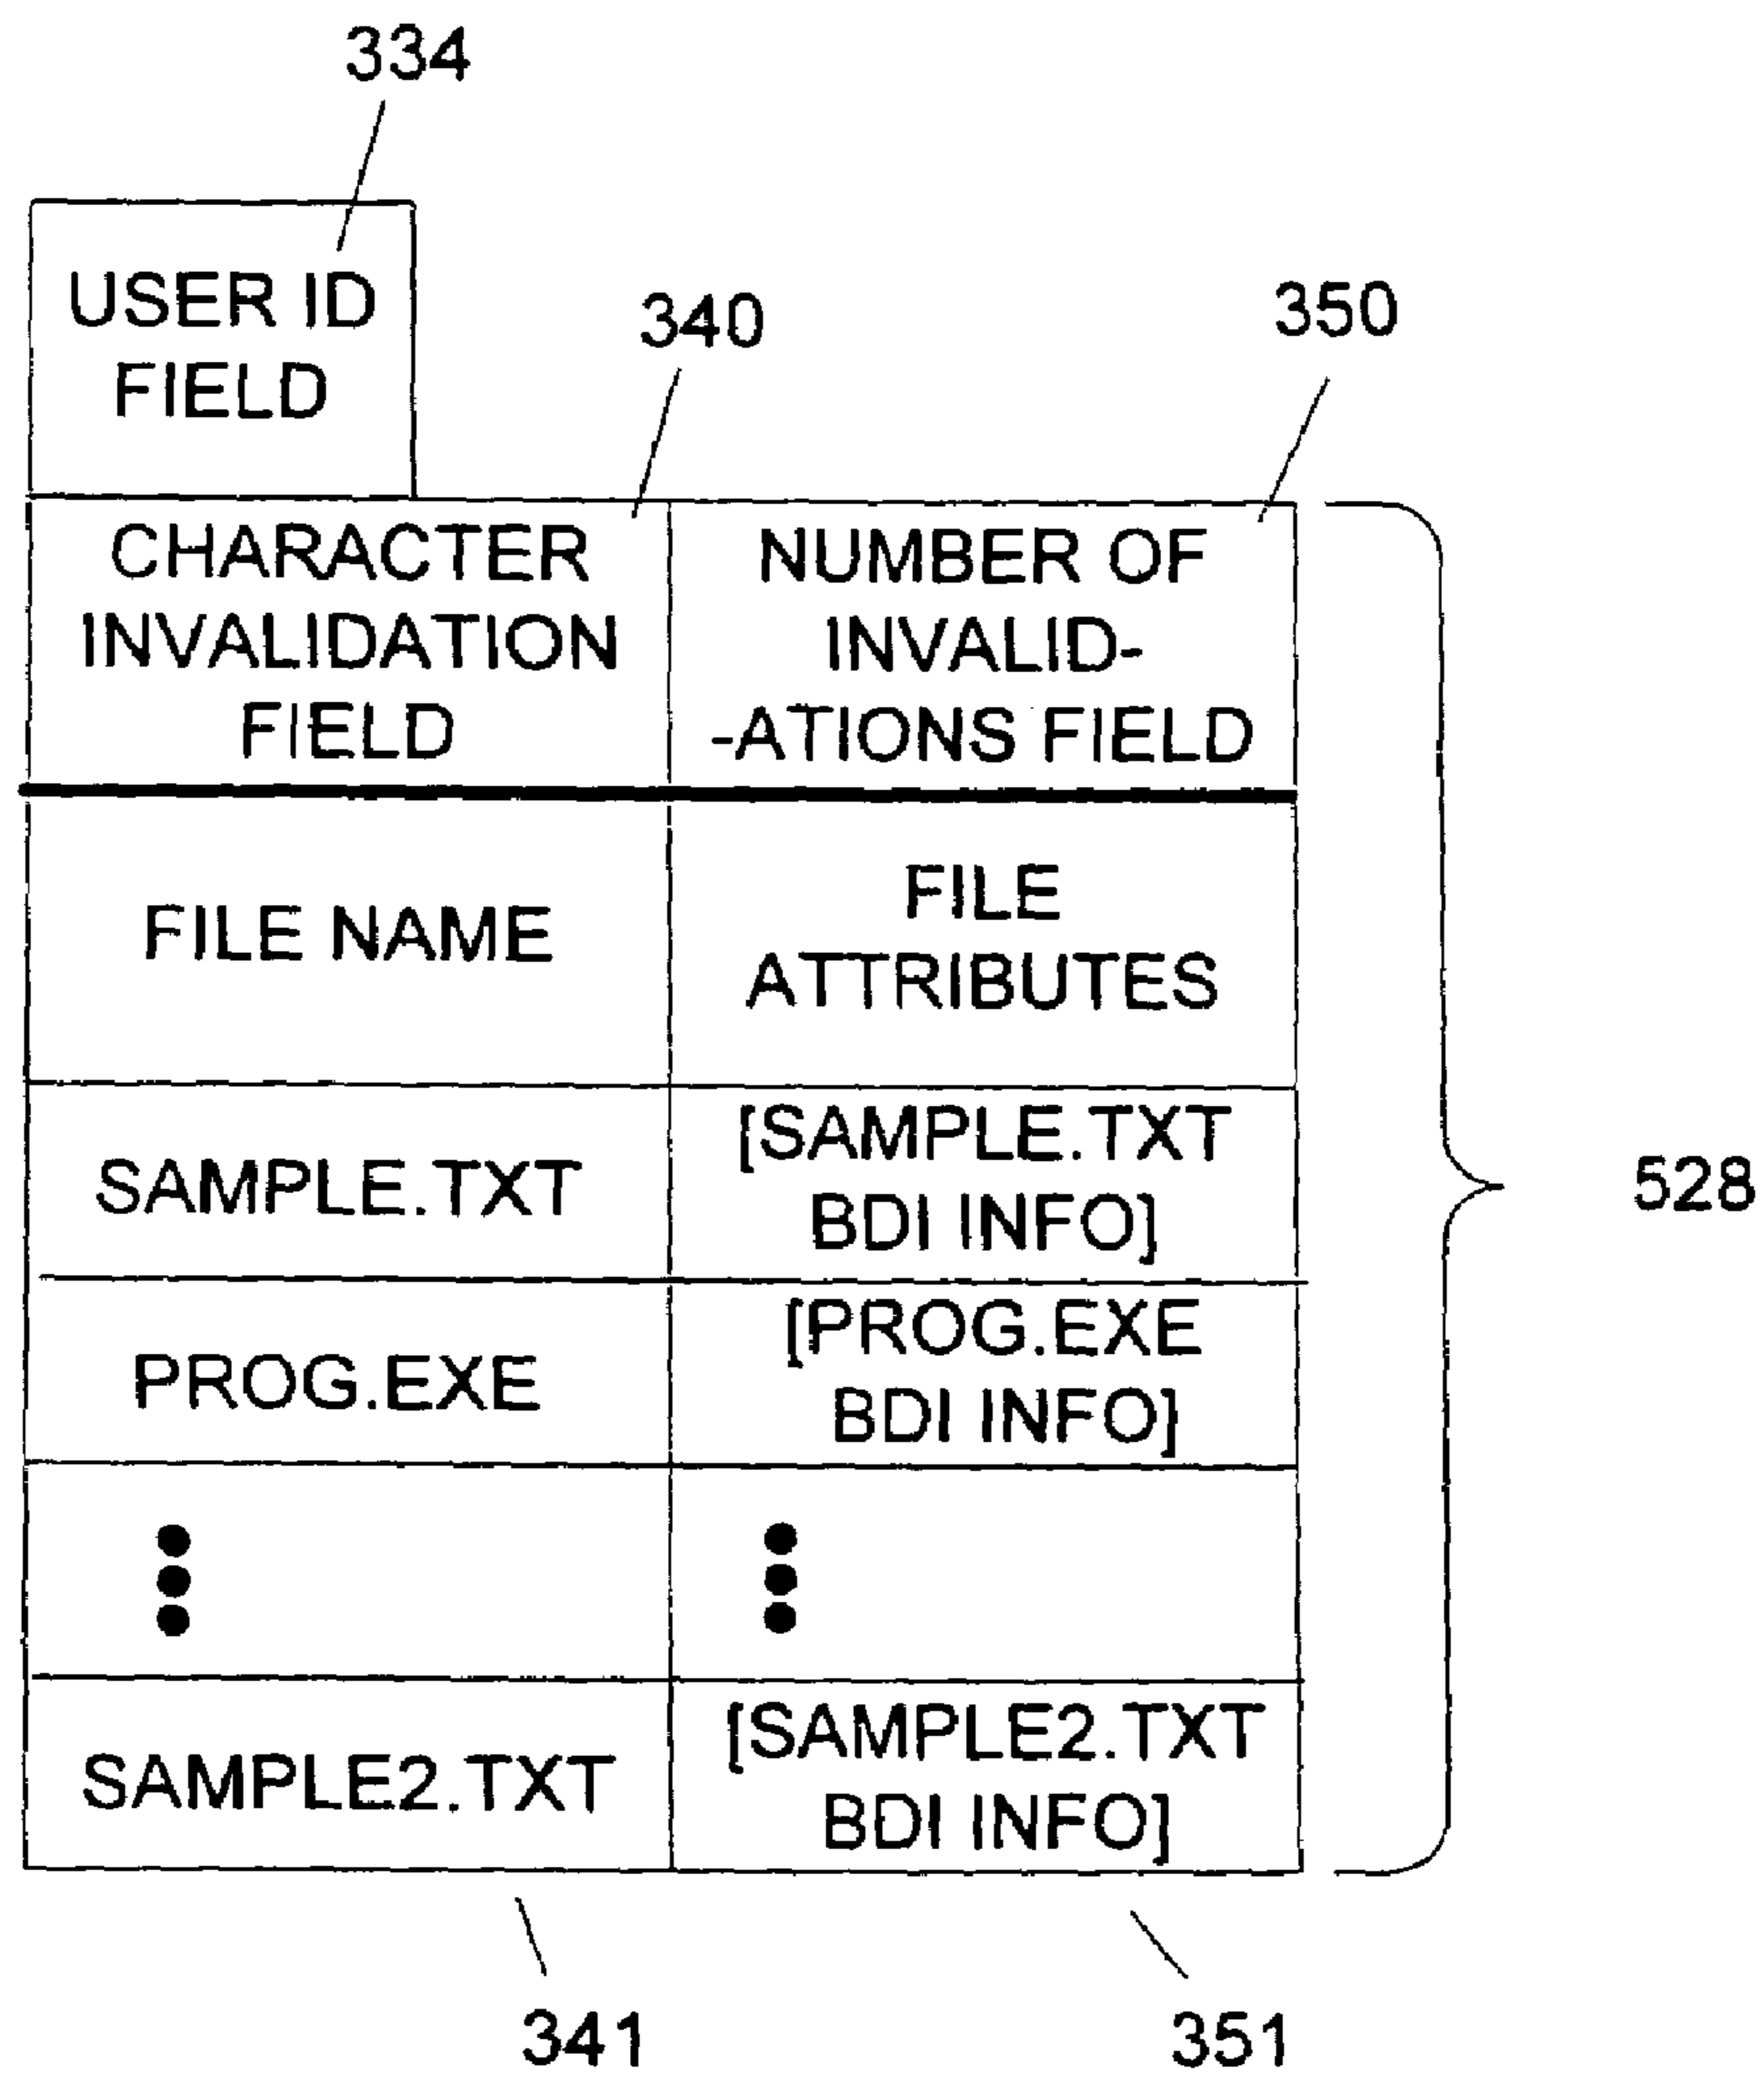 334
USER ID
FIELD
340
350
CHARACTER
INVALIDATION
FIELD
NUMBER OF
INVALID-
-ATIONS FIELD
FILE NAME
FILE
ATTRIBUTES
SAMPLE.TXT
[SAMPLE.TXT
BDI INFO]
528
PROG.EXE
[PROG.EXE
BDI INFO]
SAMPLE2.TXT
[SAMPLE2.TXT
BDI INFO]
341
351